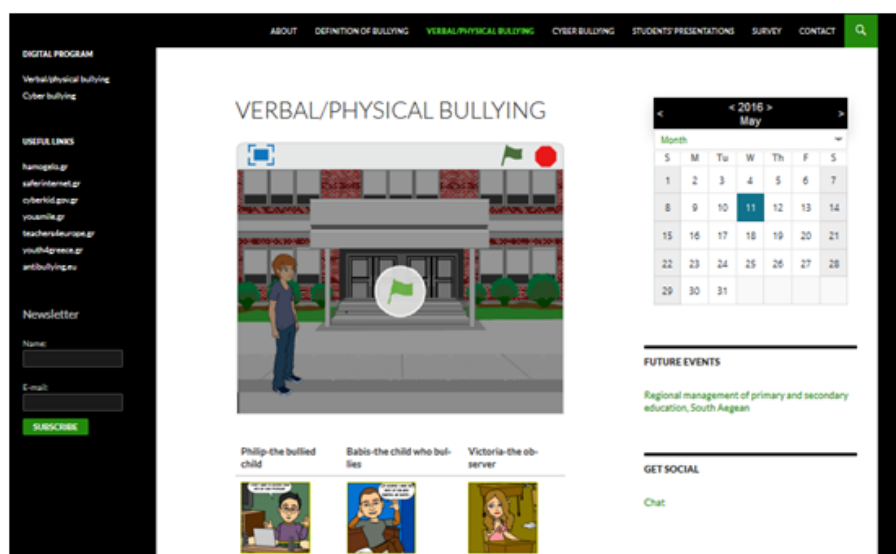 ABOUT DEFINITION OF BULLYING VERBAL/PHYSICAL BULLYING CYBER BULLYING STUDENTS' PRESENTATIONS SURVEY CONTACT
DIGITAL PROGRAM
Verbal/physical bullying
Cyber bullying
USEFUL LINKS
hamogelo.gr
saferinternet.gr
cyberkid.gov.gr
yousmile.gr
teachers4europe.gr
youth4greece.gr
antibullying.eu
Newsletter
Name:
E-mail:
SUBSCRIBE
VERBAL/PHYSICAL BULLYING
Philip-the bullied
child
Babis-the child who bul-
lies
Victoria-the ob-
server
< < 2016 > >
May
Month
S M Tu W Th F S
1 2 3 4 5 6 7
8 9 10 11 12 13 14
15 16 17 18 19 20 21
22 23 24 25 26 27 28
29 30 31
FUTURE EVENTS
Regional management of primary and secondary
education, South Aegean
GET SOCIAL
Chat